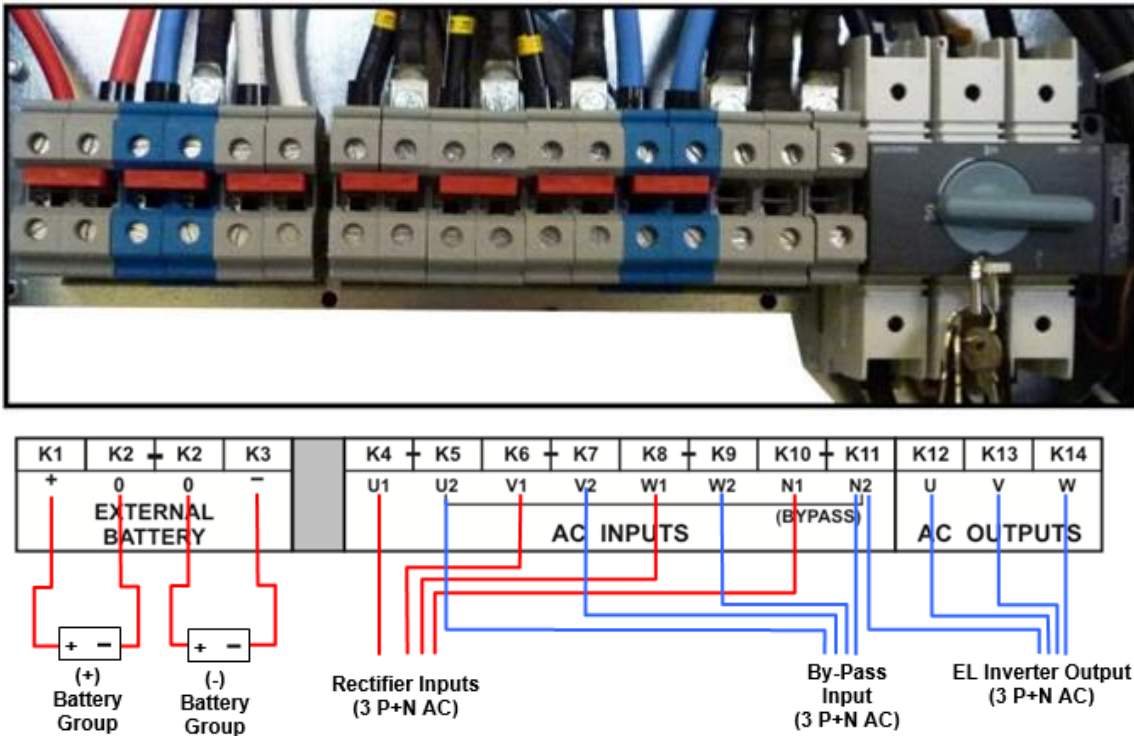 K1 K2 K2 K3 K4 K5 K6 K7 K8 K9 K10 K11 K12 K13 K14
+ 0 0 − U1 U2 V1 V2 W1 W2 N1 N2 U V W
(BYPASS)
EXTERNAL
BATTERY
AC INPUTS
AC OUTPUTS
+ − + −
(+)
Battery
Group
(-)
Battery
Group
Rectifier Inputs
(3 P+N AC)
By-Pass
Input
(3 P+N AC)
EL Inverter Output
(3 P+N AC)